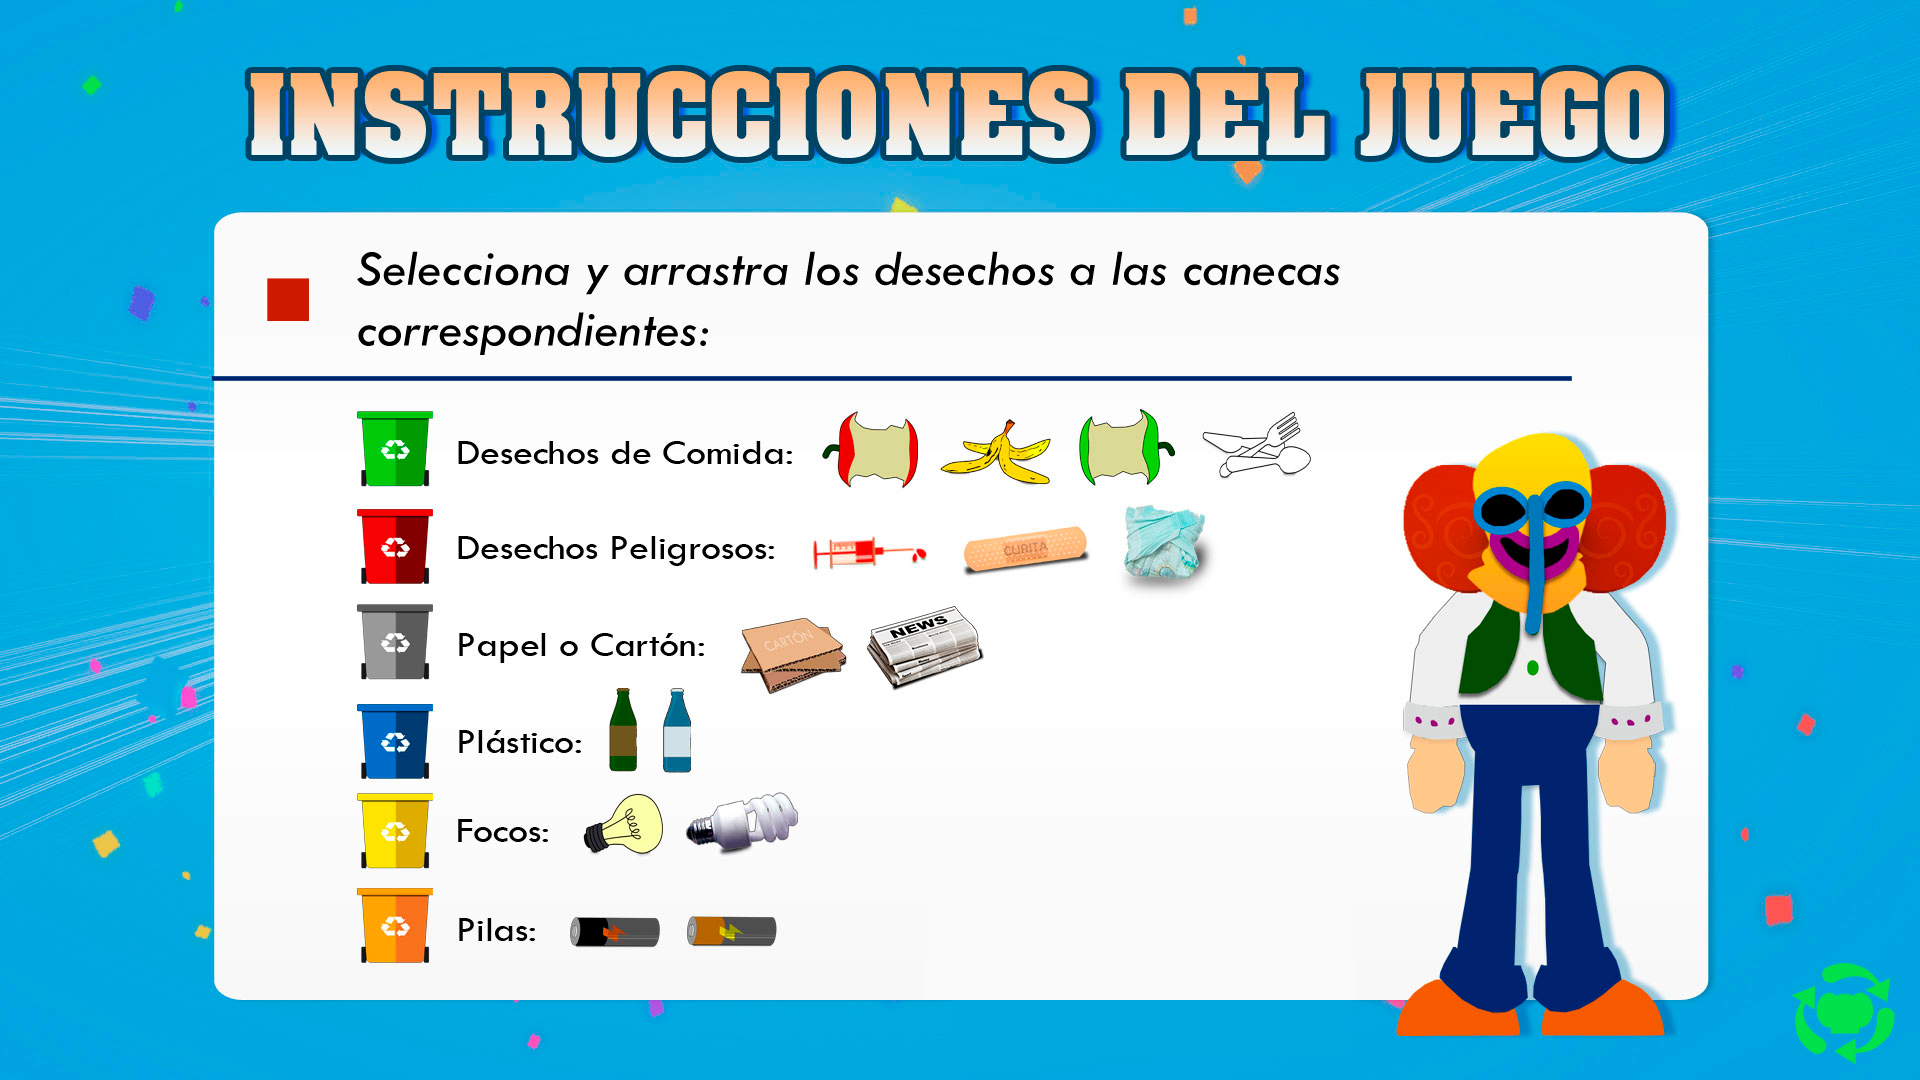 INSTRUCCIONES DEL JUEGO
Selecciona y arrastra los desechos a las canecas
correspondientes:
Desechos de Comida:
Desechos Peligrosos:
CURITA
Papel o Cartón:
CARTÓN
NEWS
Plástico:
Focos:
Pilas: